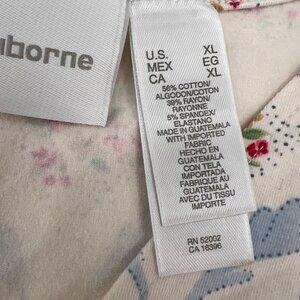 iborne
U.S. XL
MEX EG
CA XL
56% COTTON/
ALGODON/COTON
39% RAYON/
RAYONNE
5% SPANDEX/
ELASTANO
MADE IN GUATEMALA
WITH IMPORTED
FABRIC
HECHO EN
GUATEMALA
CON TELA
IMPORTADA
FABRIQUE AU
GUATEMALA
AVEC DU TISSU
IMPORTE
RN 52002
CA 16396